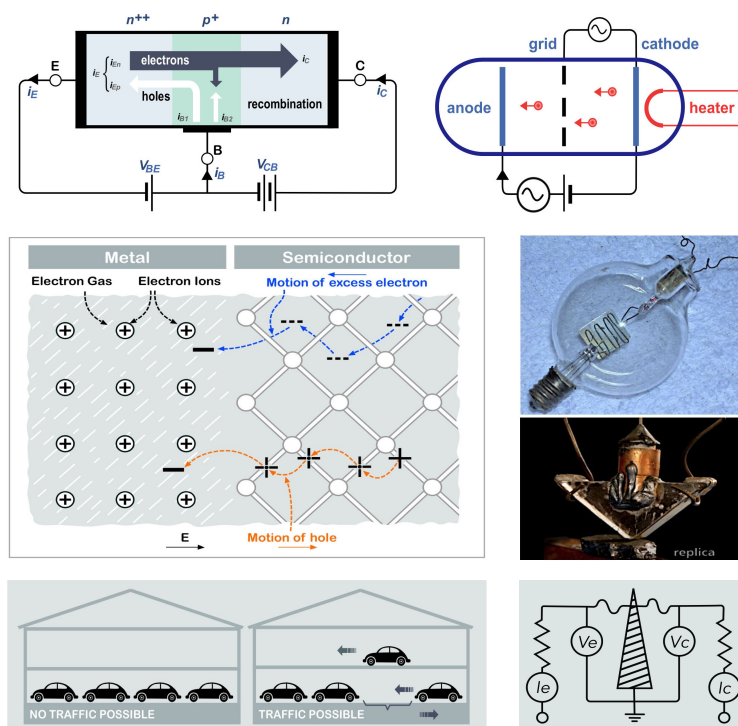 n++ p+ n
E
iE
iE { iEn
iEp
electrons
iC
holes
recombination
iB1 iB2
C
iC
B
VBE iB VCB
grid cathode
anode
heater
Metal Semiconductor
Electron Gas Electron Ions Motion of excess electron
E
Motion of hole
replica
NO TRAFFIC POSSIBLE TRAFFIC POSSIBLE
Ve Vc
Ie Ic